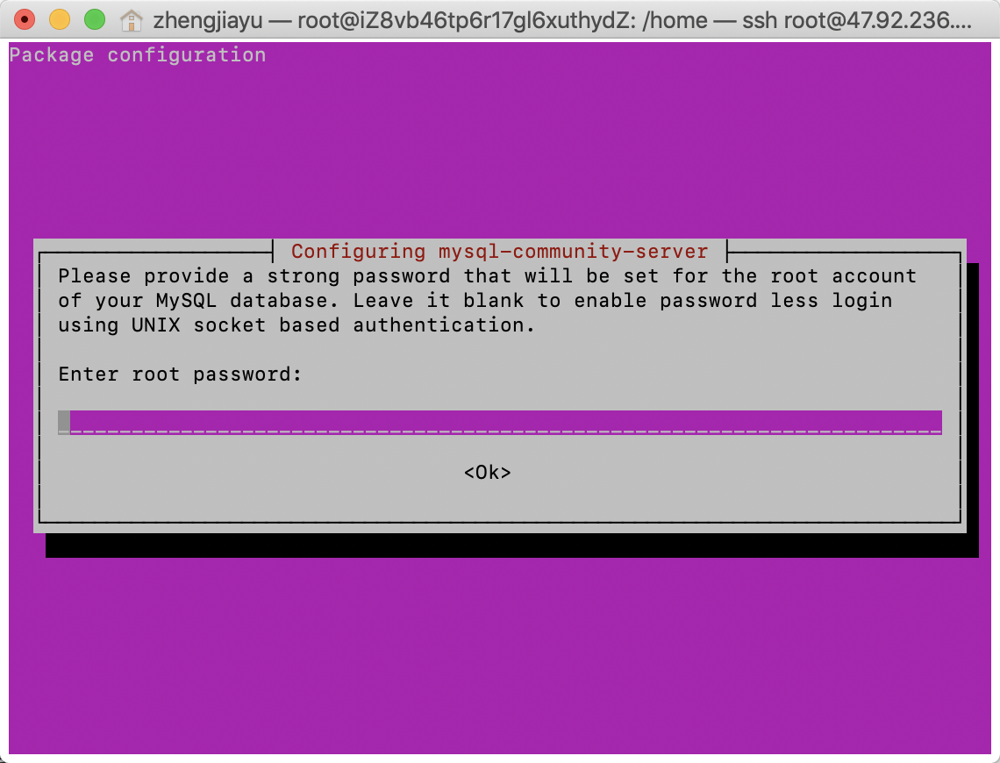 zhengjiayu — root@iZ8vb46tp6r17gl6xuthydZ: /home — ssh root@47.92.236....
Package configuration
Configuring mysql-community-server
Please provide a strong password that will be set for the root account
of your MySQL database. Leave it blank to enable password less login
using UNIX socket based authentication.
Enter root password:
<Ok>